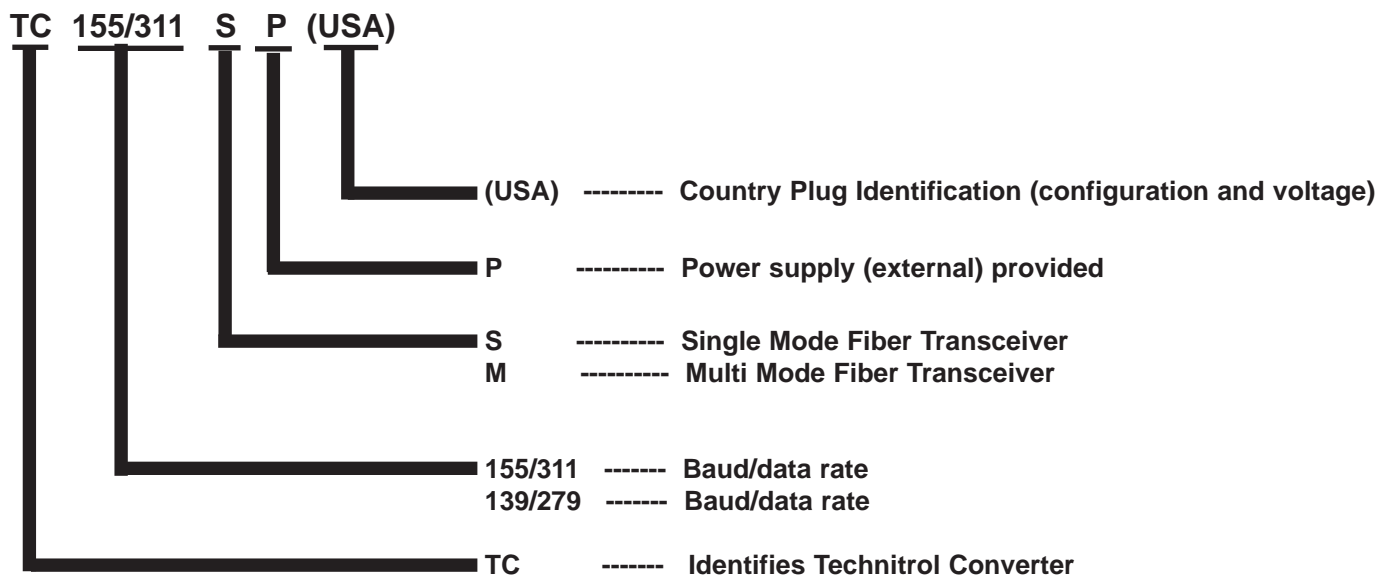 TC 155/311 S P (USA)
(USA) --------- Country Plug Identification (configuration and voltage)
P ---------- Power supply (external) provided
S ---------- Single Mode Fiber Transceiver
M ---------- Multi Mode Fiber Transceiver
155/311 ------- Baud/data rate
139/279 ------- Baud/data rate
TC ------- Identifies Technitrol Converter